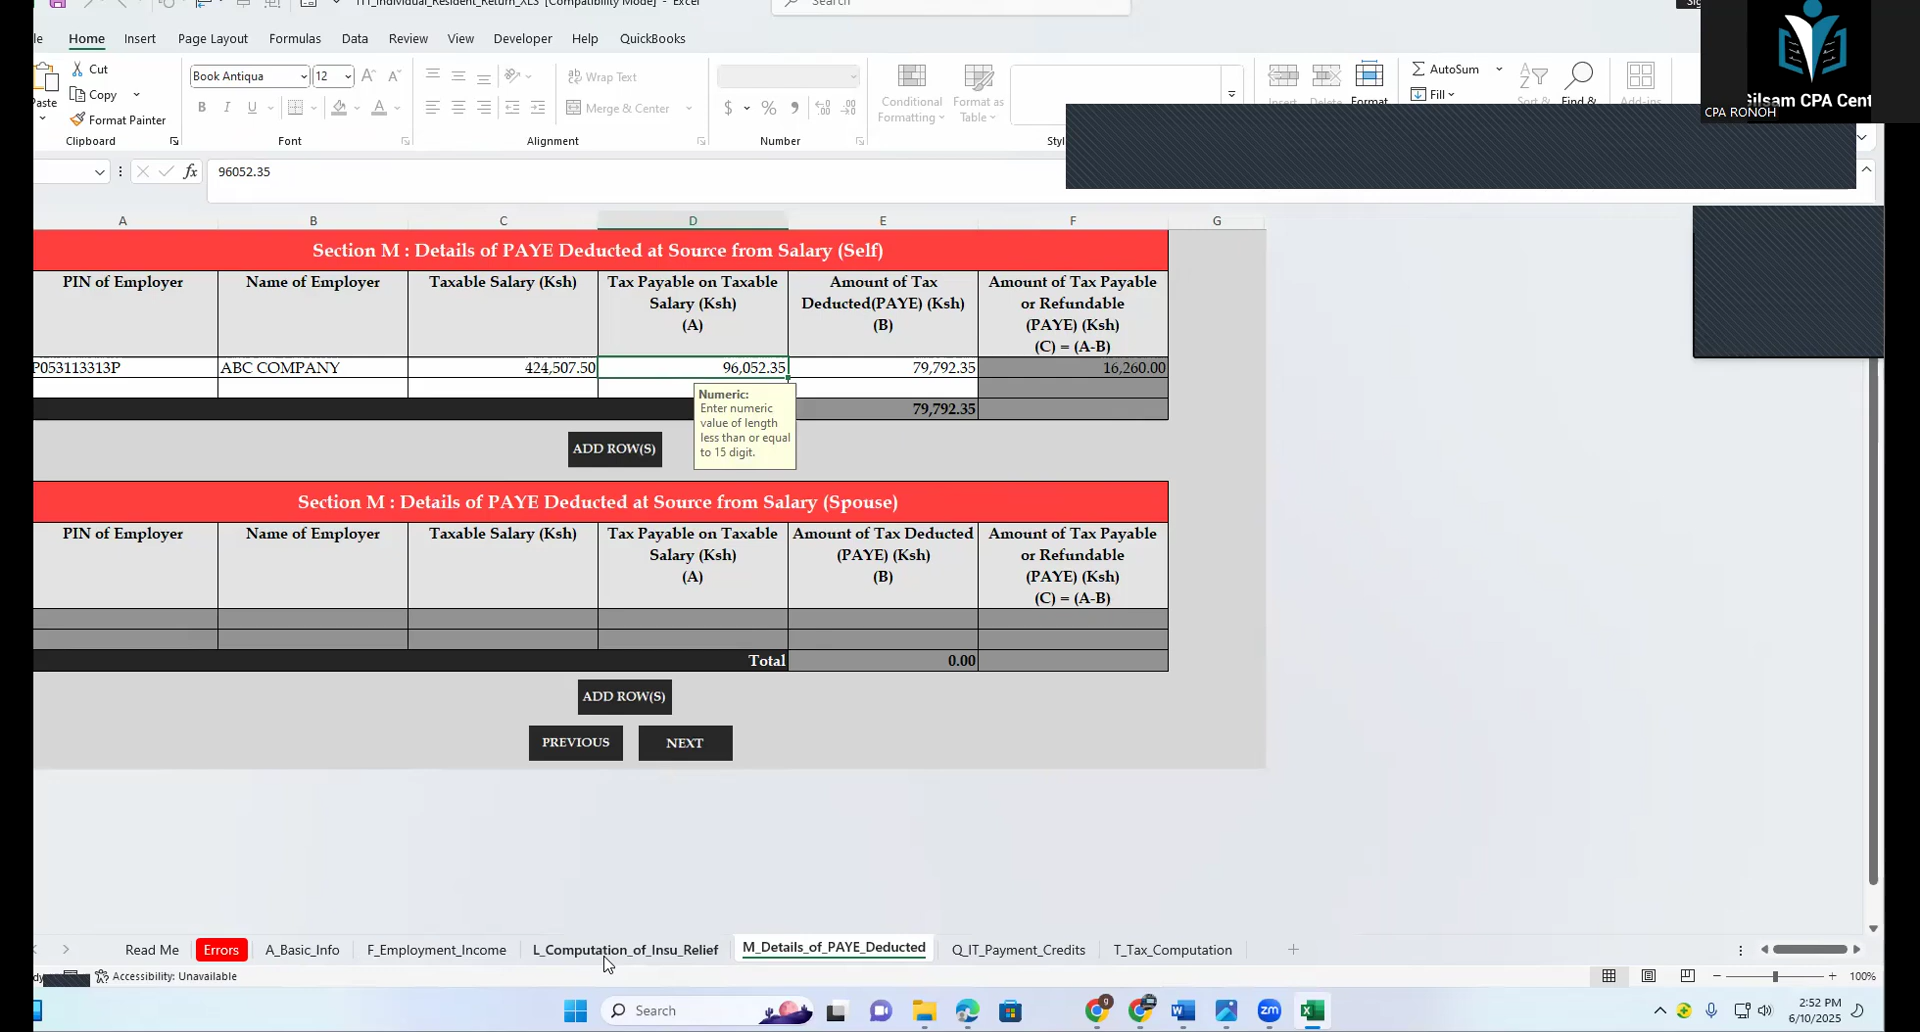 [Compatibility Mode] - Excel
Search
Home Insert Page Layout Formulas Data Review View Developer Help QuickBooks
Cut
Copy
Format Painter
Clipboard
Book Antiqua 12
B I U
Font
Wrap Text
Merge & Center
Alignment
$ %
Number
Conditional Formatting
Format as Table
Format
AutoSum
Fill
CPA RONOH
96052.35
A B C D E F G
Section M : Details of PAYE Deducted at Source from Salary (Self)
PIN of Employer
Name of Employer
Taxable Salary (Ksh)
Tax Payable on Taxable
Salary (Ksh)
(A)
Amount of Tax
Deducted(PAYE) (Ksh)
(B)
Amount of Tax Payable
or Refundable
(PAYE) (Ksh)
(C) = (A-B)
P053113313P ABC COMPANY 424,507.50 96,052.35 79,792.35 16,260.00
79,792.35
Numeric:
Enter numeric
value of length
less than or equal
to 15 digit.
ADD ROW(S)
Section M : Details of PAYE Deducted at Source from Salary (Spouse)
PIN of Employer
Name of Employer
Taxable Salary (Ksh)
Tax Payable on Taxable
Salary (Ksh)
(A)
Amount of Tax Deducted
(PAYE) (Ksh)
(B)
Amount of Tax Payable
or Refundable
(PAYE) (Ksh)
(C) = (A-B)
Total 0.00
ADD ROW(S)
PREVIOUS NEXT
Read Me Errors A_Basic_Info F_Employment_Income L_Computation_of_Insu_Relief M_Details_of_PAYE_Deducted Q_IT_Payment_Credits T_Tax_Computation
Accessibility: Unavailable
100%
Search
2:52 PM
6/10/2025